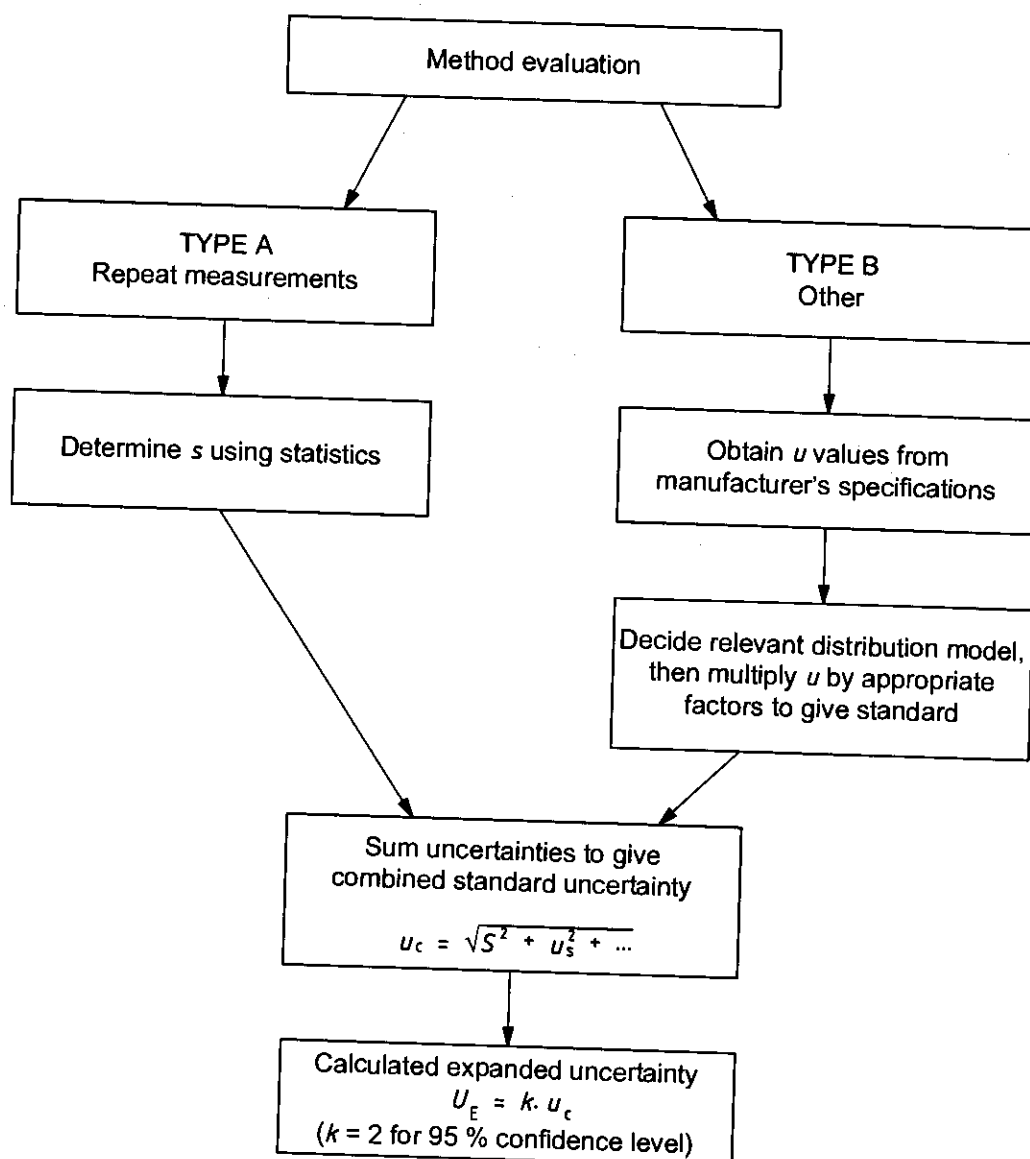 Method evaluation
TYPE A
Repeat measurements
TYPE B
Other
Determine s using statistics
Obtain u values from
manufacturer's specifications
Decide relevant distribution model,
then multiply u by appropriate
factors to give standard
Sum uncertainties to give
combined standard uncertainty
u_c = √(S² + u_s² + ...)
Calculated expanded uncertainty
U_E = k. u_c
(k = 2 for 95 % confidence level)